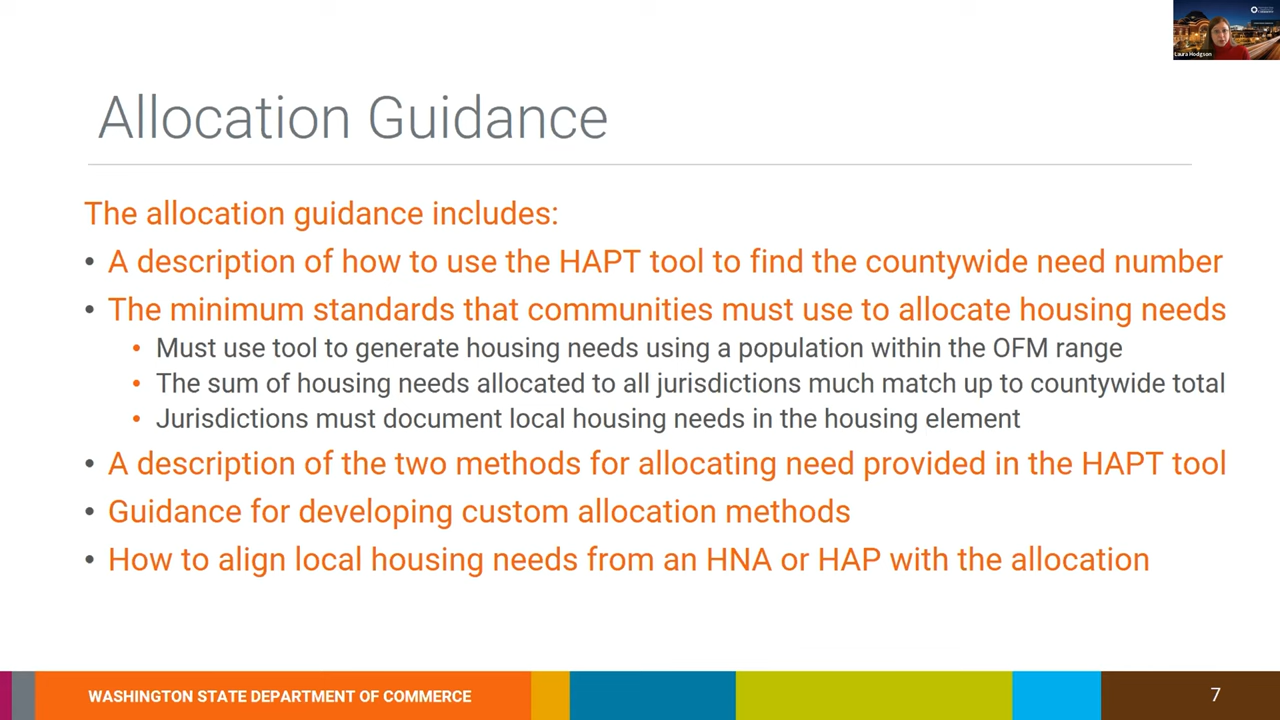 Laura Hodgson
Allocation Guidance
The allocation guidance includes:
• A description of how to use the HAPT tool to find the countywide need number
• The minimum standards that communities must use to allocate housing needs
• Must use tool to generate housing needs using a population within the OFM range
• The sum of housing needs allocated to all jurisdictions much match up to countywide total
• Jurisdictions must document local housing needs in the housing element
• A description of the two methods for allocating need provided in the HAPT tool
• Guidance for developing custom allocation methods
• How to align local housing needs from an HNA or HAP with the allocation
WASHINGTON STATE DEPARTMENT OF COMMERCE
7